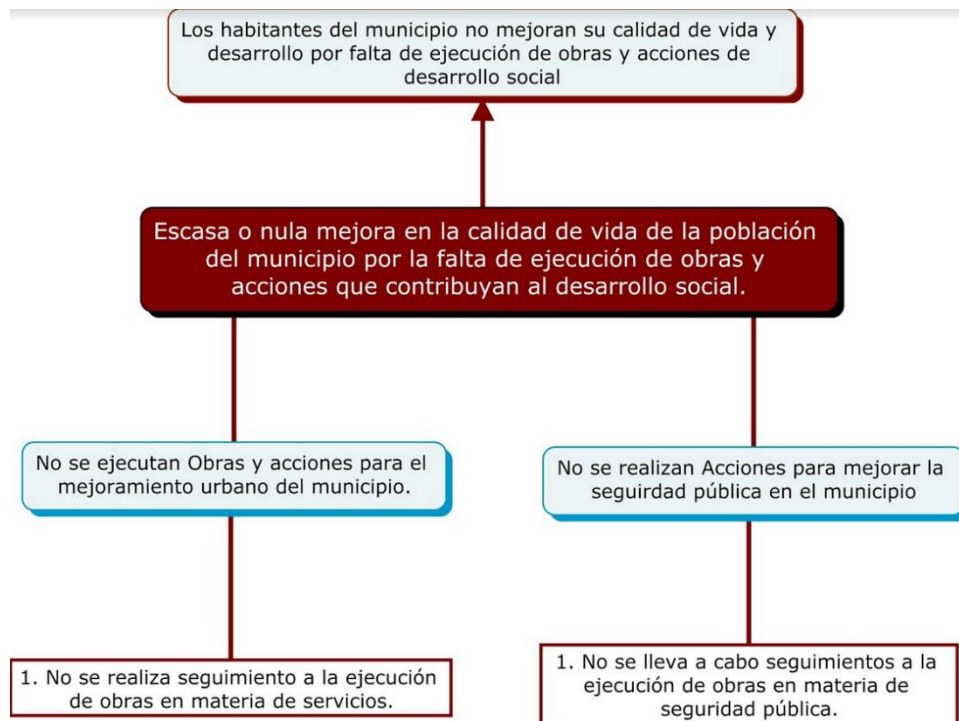 Los habitantes del municipio no mejoran su calidad de vida y
desarrollo por falta de ejecución de obras y acciones de
desarrollo social
Escasa o nula mejora en la calidad de vida de la población
del municipio por la falta de ejecución de obras y
acciones que contribuyan al desarrollo social.
No se ejecutan Obras y acciones para el
mejoramiento urbano del municipio.
No se realizan Acciones para mejorar la
seguirdad pública en el municipio
1. No se realiza seguimiento a la ejecución
de obras en materia de servicios.
1. No se lleva a cabo seguimientos a la
ejecución de obras en materia de
seguridad pública.